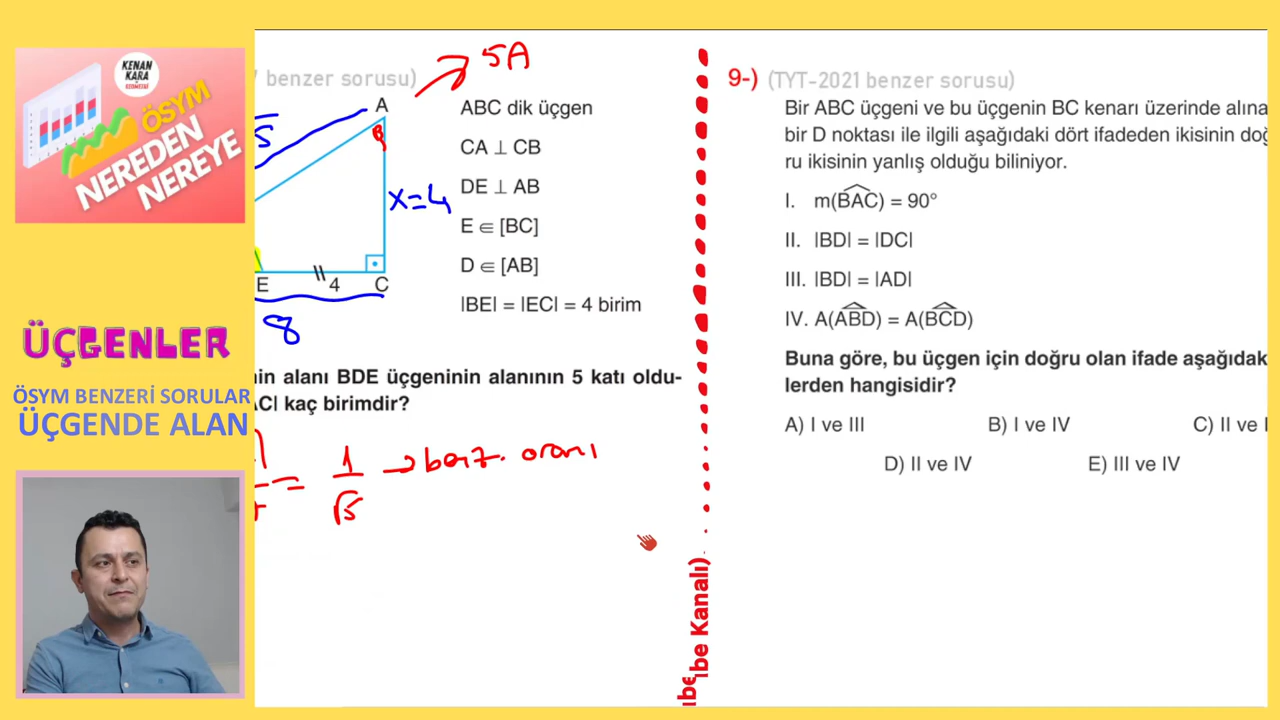 KENAN
KARA
ÖSYM
NEREDEN
NEREYE
ÜÇGENLER
ÖSYM BENZERİ SORULAR
ÜÇGENDE ALAN
benzer sorusu)
5A
A
B
√5
x=4
E
4
C
8
ABC dik üçgen
CA ⊥ CB
DE ⊥ AB
E ∈ [BC]
D ∈ [AB]
|BE| = |EC| = 4 birim
nin alanı BDE üçgeninin alanının 5 katı oldu-
AC| kaç birimdir?
= 1/√5 → benz. oranı
be Kanalı)
9-) (TYT-2021 benzer sorusu)
Bir ABC üçgeni ve bu üçgenin BC kenarı üzerinde alına
bir D noktası ile ilgili aşağıdaki dört ifadeden ikisinin doğ
ru ikisinin yanlış olduğu biliniyor.
I. m(BAC) = 90°
II. |BD| = |DC|
III. |BD| = |AD|
IV. A(ABD) = A(BCD)
Buna göre, bu üçgen için doğru olan ifade aşağıdak
lerden hangisidir?
A) I ve III B) I ve IV C) II ve I
D) II ve IV E) III ve IV